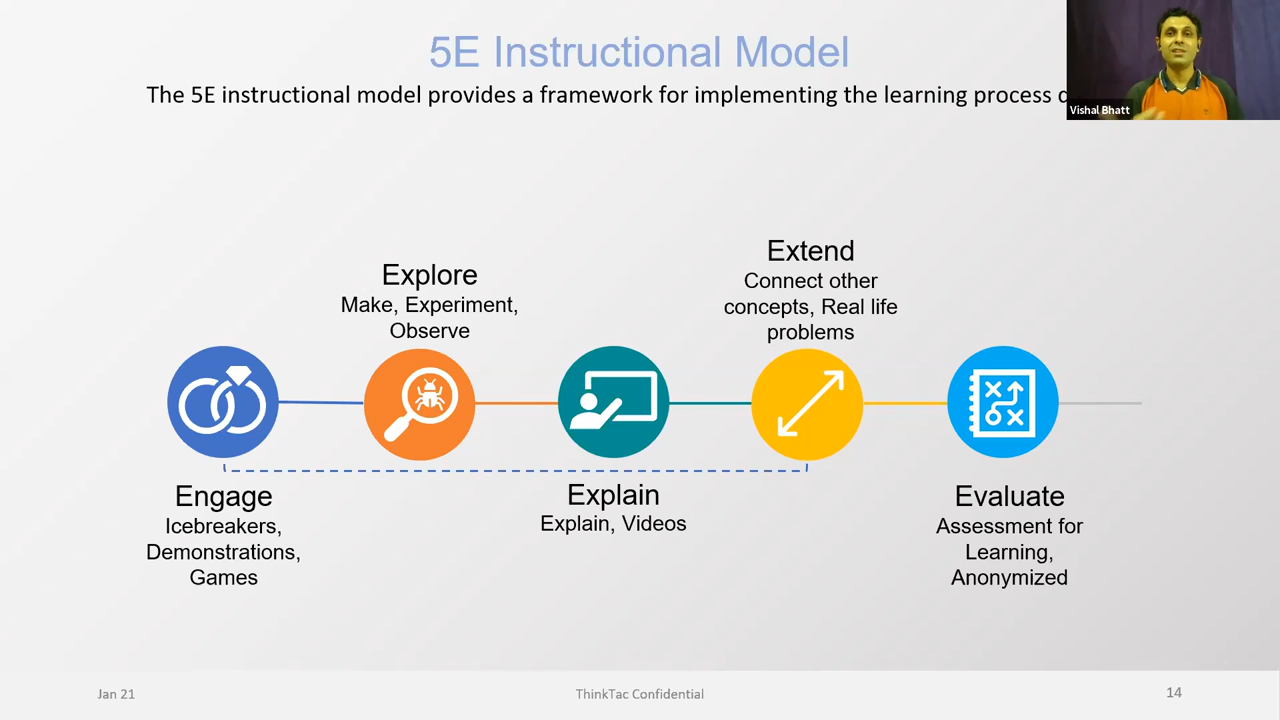 5E Instructional Model
The 5E instructional model provides a framework for implementing the learning process
Vishal Bhatt
Engage
Icebreakers,
Demonstrations,
Games
Explore
Make, Experiment,
Observe
Explain
Explain, Videos
Extend
Connect other
concepts, Real life
problems
Evaluate
Assessment for
Learning,
Anonymized
Jan 21
ThinkTac Confidential
14